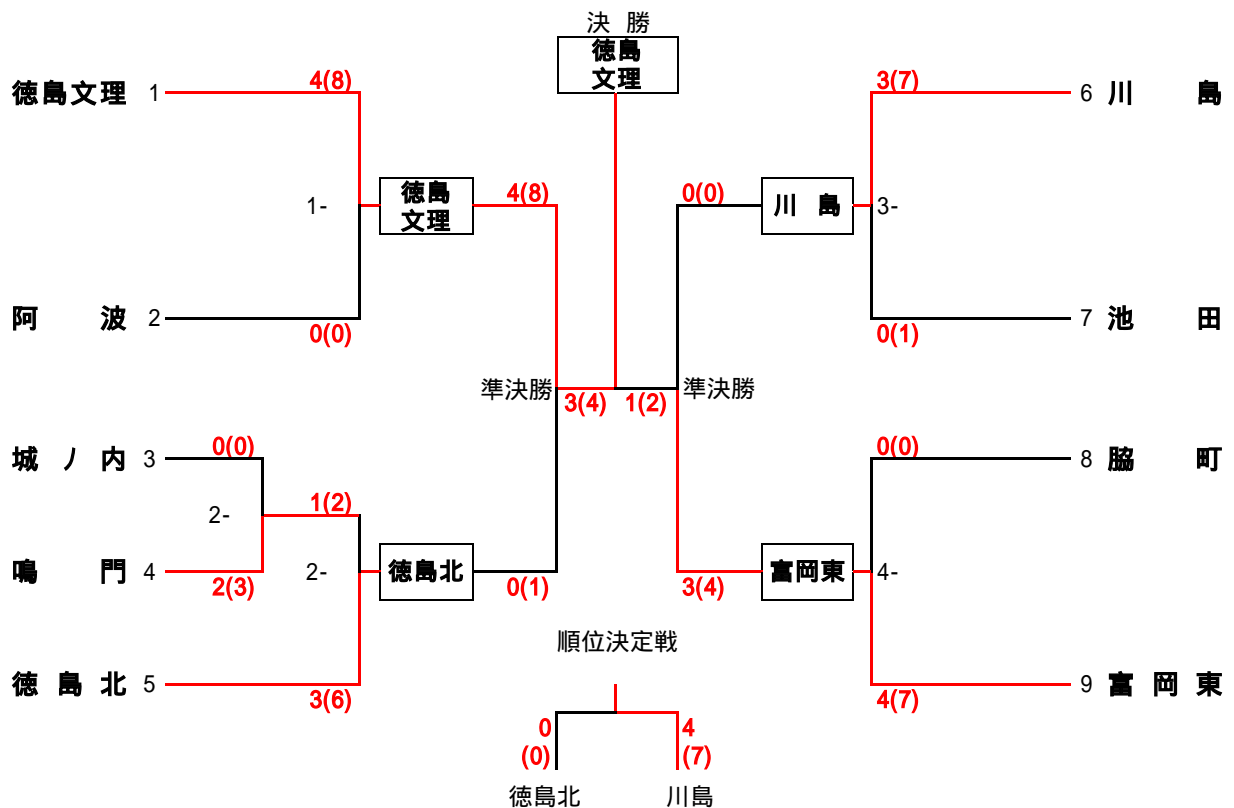 決 勝
徳島
文理
徳島文理 1
4(8)
3(7)
6 川 島
1-
徳島
文理
4(8)
0(0)
川 島
3-
阿 波 2
0(0)
0(1)
7 池 田
準決勝
3(4)
1(2)
準決勝
城 ノ 内 3
0(0)
0(0)
8 脇 町
2-
1(2)
鳴 門 4
2(3)
2-
徳島北
0(1)
3(4)
富岡東
4-
順位決定戦
徳 島 北 5
3(6)
4(7)
9 富 岡 東
0
(0)
4
(7)
徳島北
川島